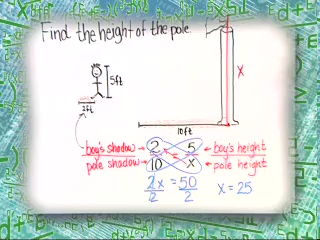 Find the height of the pole.
x
5ft
2ft
10ft
boy's shadow → 2 = 5 ← boy's height
pole shadow → 10 x ← pole height
2x = 50
2 2
x = 25